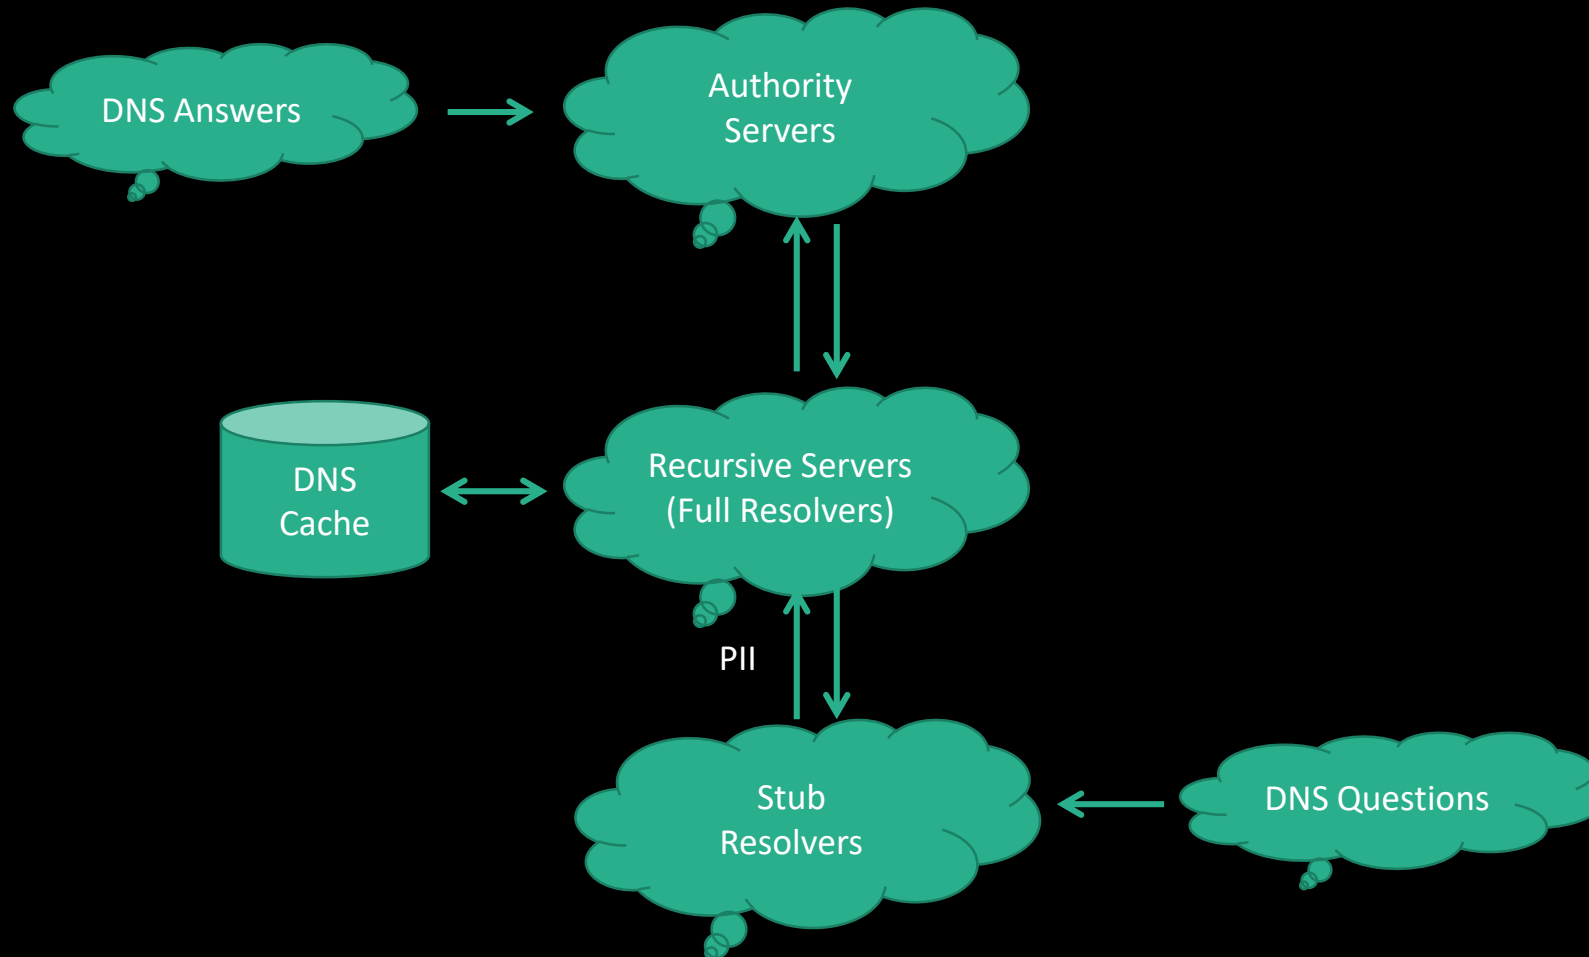 DNS Answers
Authority
Servers
DNS
Cache
Recursive Servers
(Full Resolvers)
PII
Stub
Resolvers
DNS Questions